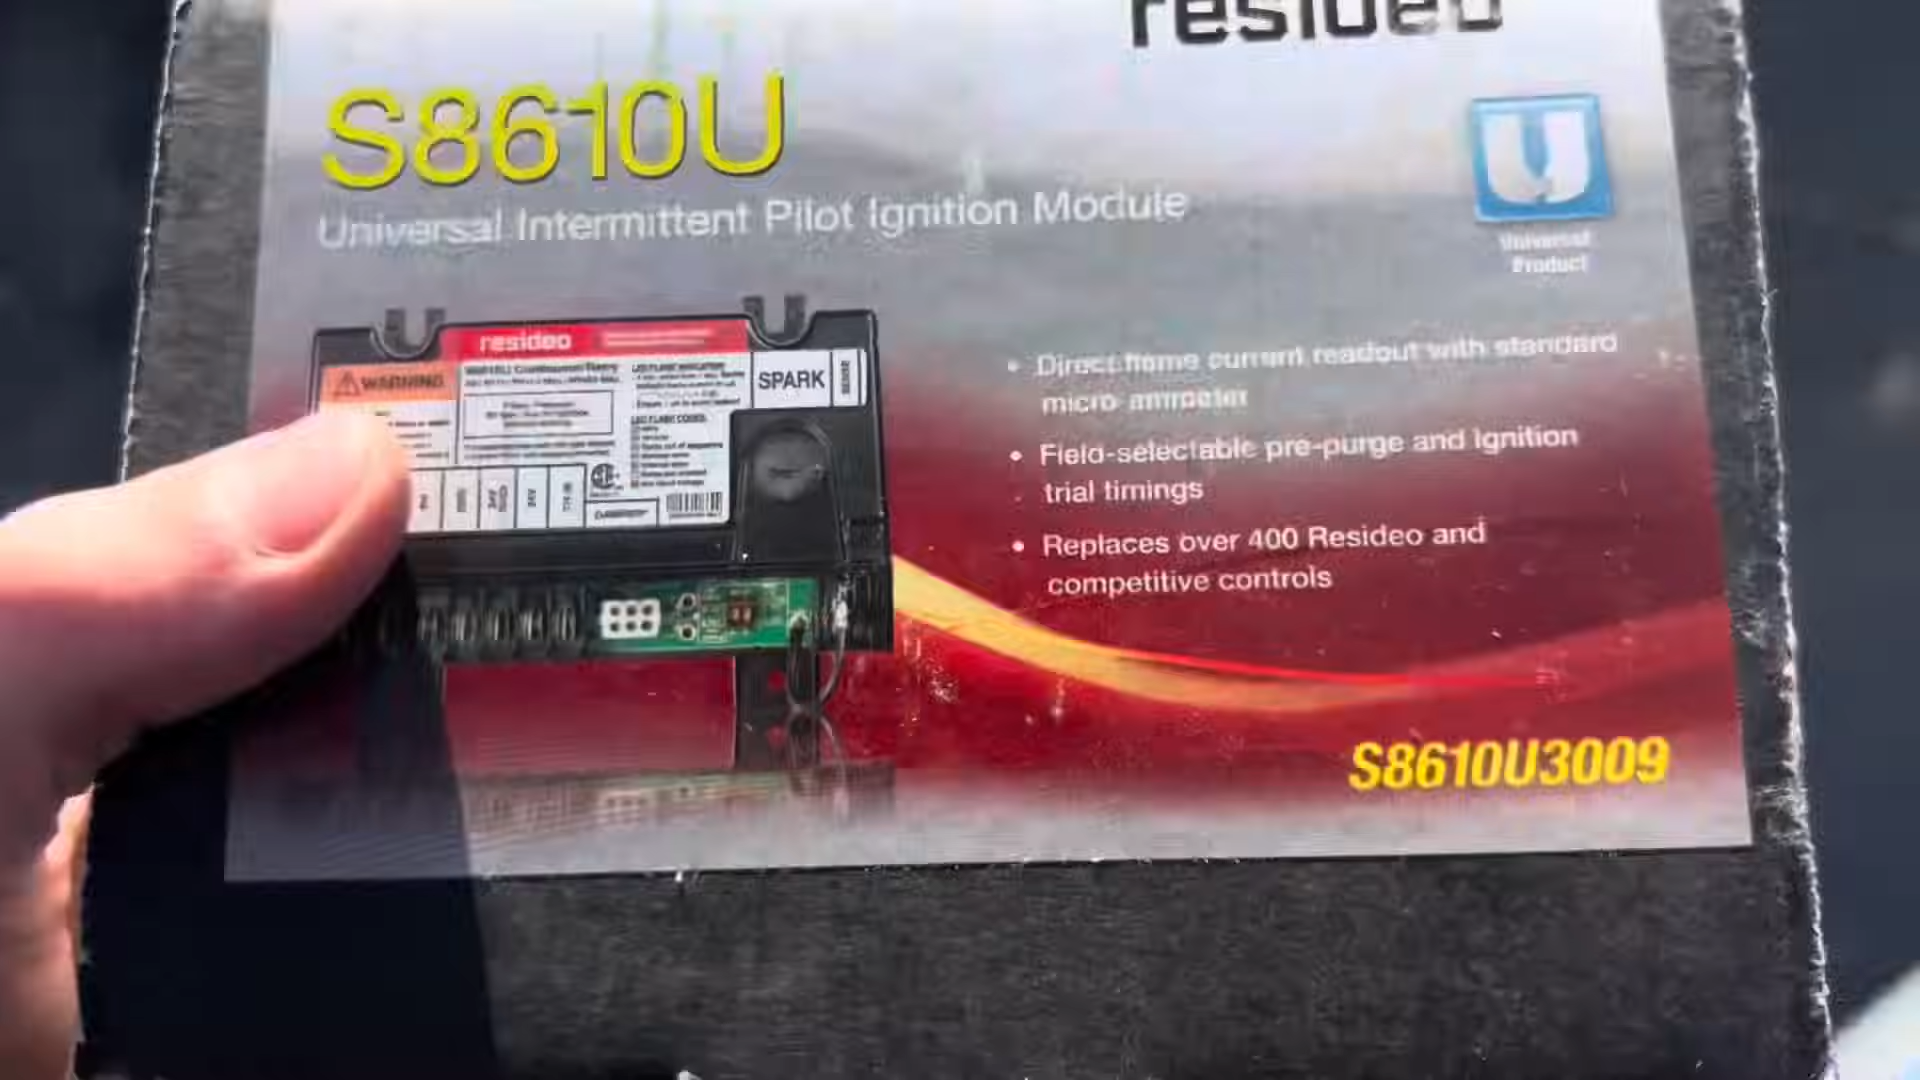 resideo
S8610U
Universal Intermittent Pilot Ignition Module
Universal
Product
resideo
WARNING
SPARK
SENSE
• Direct flame current readout with standard
micro ammeter
• Field-selectable pre-purge and ignition
trial timings
• Replaces over 400 Resideo and
competitive controls
S8610U3009